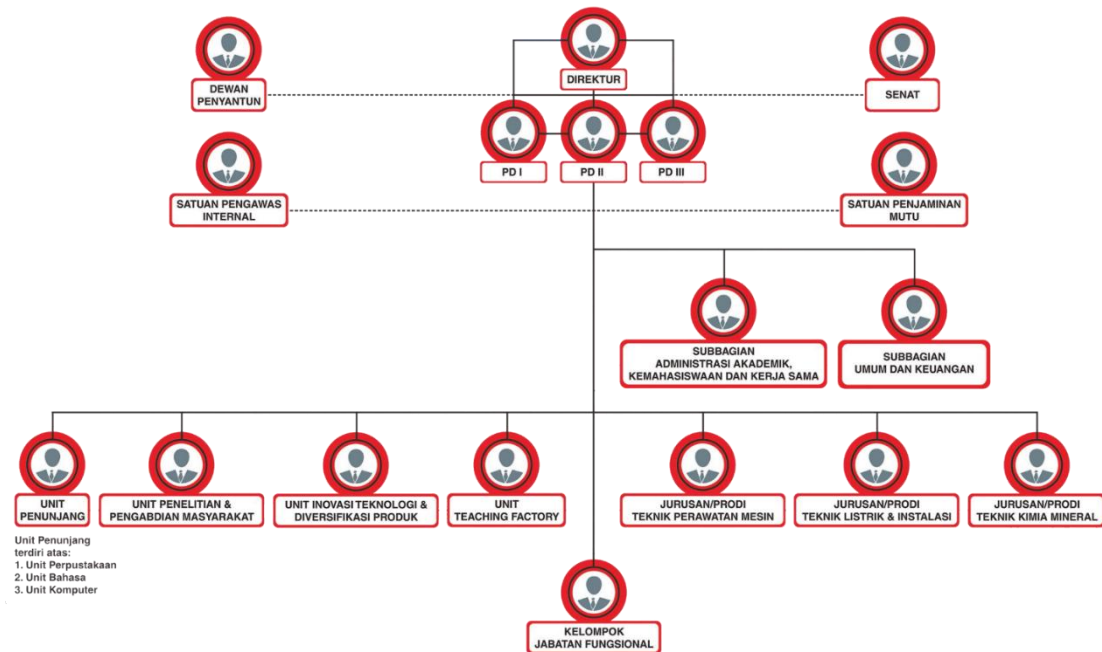 DIREKTUR
DEWAN
PENYANTUN
SENAT
PD I
PD II
PD III
SATUAN PENGAWAS
INTERNAL
SATUAN PENJAMINAN
MUTU
SUBBAGIAN
ADMINISTRASI AKADEMIK,
KEMAHASISWAAN DAN KERJA SAMA
SUBBAGIAN
UMUM DAN KEUANGAN
UNIT
PENUNJANG
UNIT PENELITIAN &
PENGABDIAN MASYARAKAT
UNIT INOVASI TEKNOLOGI &
DIVERSIFIKASI PRODUK
UNIT
TEACHING FACTORY
JURUSAN/PRODI
TEKNIK PERAWATAN MESIN
JURUSAN/PRODI
TEKNIK LISTRIK & INSTALASI
JURUSAN/PRODI
TEKNIK KIMIA MINERAL
Unit Penunjang
terdiri atas:
1. Unit Perpustakaan
2. Unit Bahasa
3. Unit Komputer
KELOMPOK
JABATAN FUNGSIONAL